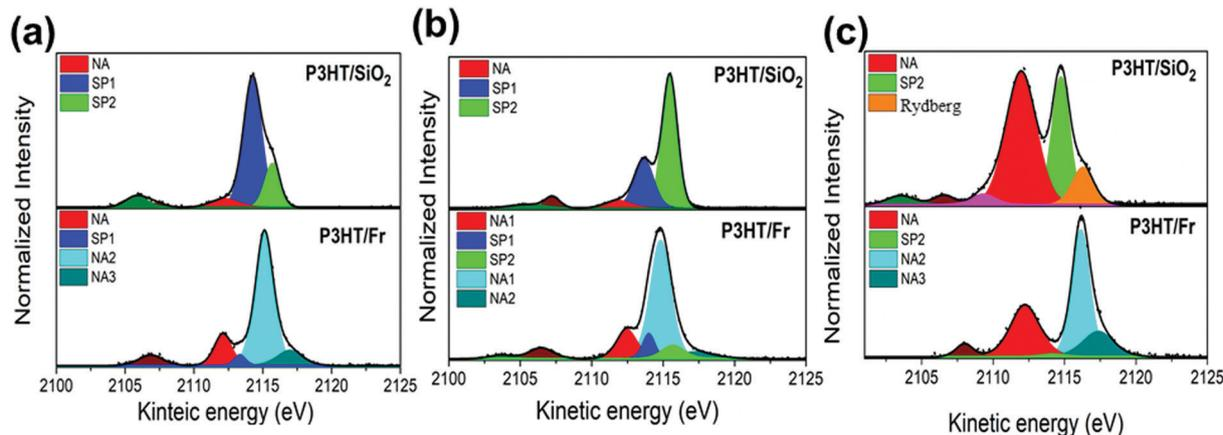 (a)
Normalized Intensity
NA
SP1
SP2
P3HT/SiO2
NA
SP1
NA2
NA3
P3HT/Fr
2100 2105 2110 2115 2120 2125
Kinteic energy (eV)
(b)
Normalized Intensity
NA
SP1
SP2
P3HT/SiO2
NA1
SP1
SP2
NA1
NA2
P3HT/Fr
2100 2105 2110 2115 2120 2125
Kinetic energy (eV)
(c)
Normalized Intensity
NA
SP2
Rydberg
P3HT/SiO2
NA
SP2
NA2
NA3
P3HT/Fr
2105 2110 2115 2120 2125
Kinetic energy (eV)